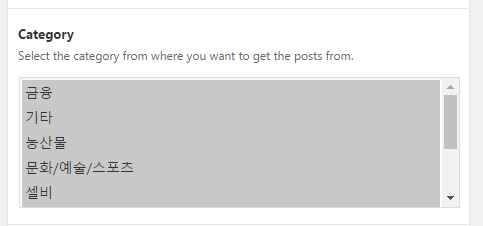 Category
Select the category from where you want to get the posts from.
금융
기타
농산물
문화/예술/스포츠
셀비